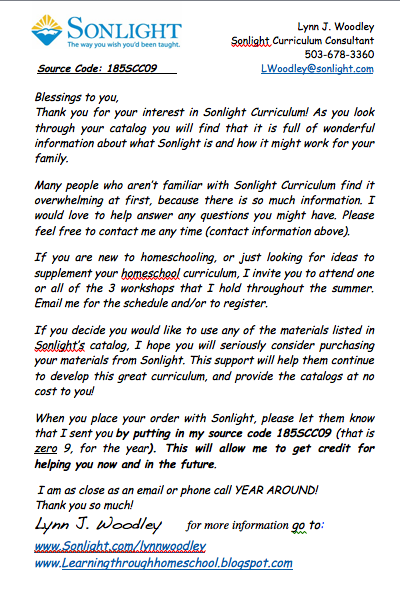 SONLIGHT
The way you wish you'd been taught.
Lynn J. Woodley
Sonlight Curriculum Consultant
503-678-3360
Source Code: 185SCC09
LWoodley@sonlight.com
Blessings to you,
Thank you for your interest in Sonlight Curriculum! As you look
through your catalog you will find that it is full of wonderful
information about what Sonlight is and how it might work for your
family.
Many people who aren't familiar with Sonlight Curriculum find it
overwhelming at first, because there is so much information. I
would love to help answer any questions you might have. Please
feel free to contact me any time (contact information above).
If you are new to homeschooling, or just looking for ideas to
supplement your homeschool curriculum, I invite you to attend one
or all of the 3 workshops that I hold throughout the summer.
Email me for the schedule and/or to register.
If you decide you would like to use any of the materials listed in
Sonlight's catalog, I hope you will seriously consider purchasing
your materials from Sonlight. This support will help them continue
to develop this great curriculum, and provide the catalogs at no
cost to you!
When you place your order with Sonlight, please let them know
that I sent you by putting in my source code 185SCC09 (that is
zero 9, for the year). This will allow me to get credit for
helping you now and in the future.
I am as close as an email or phone call YEAR AROUND!
Thank you so much!
Lynn J. Woodley for more information go to:
www.Sonlight.com/lynnwoodley
www.Learningthroughhomeschool.blogspot.com